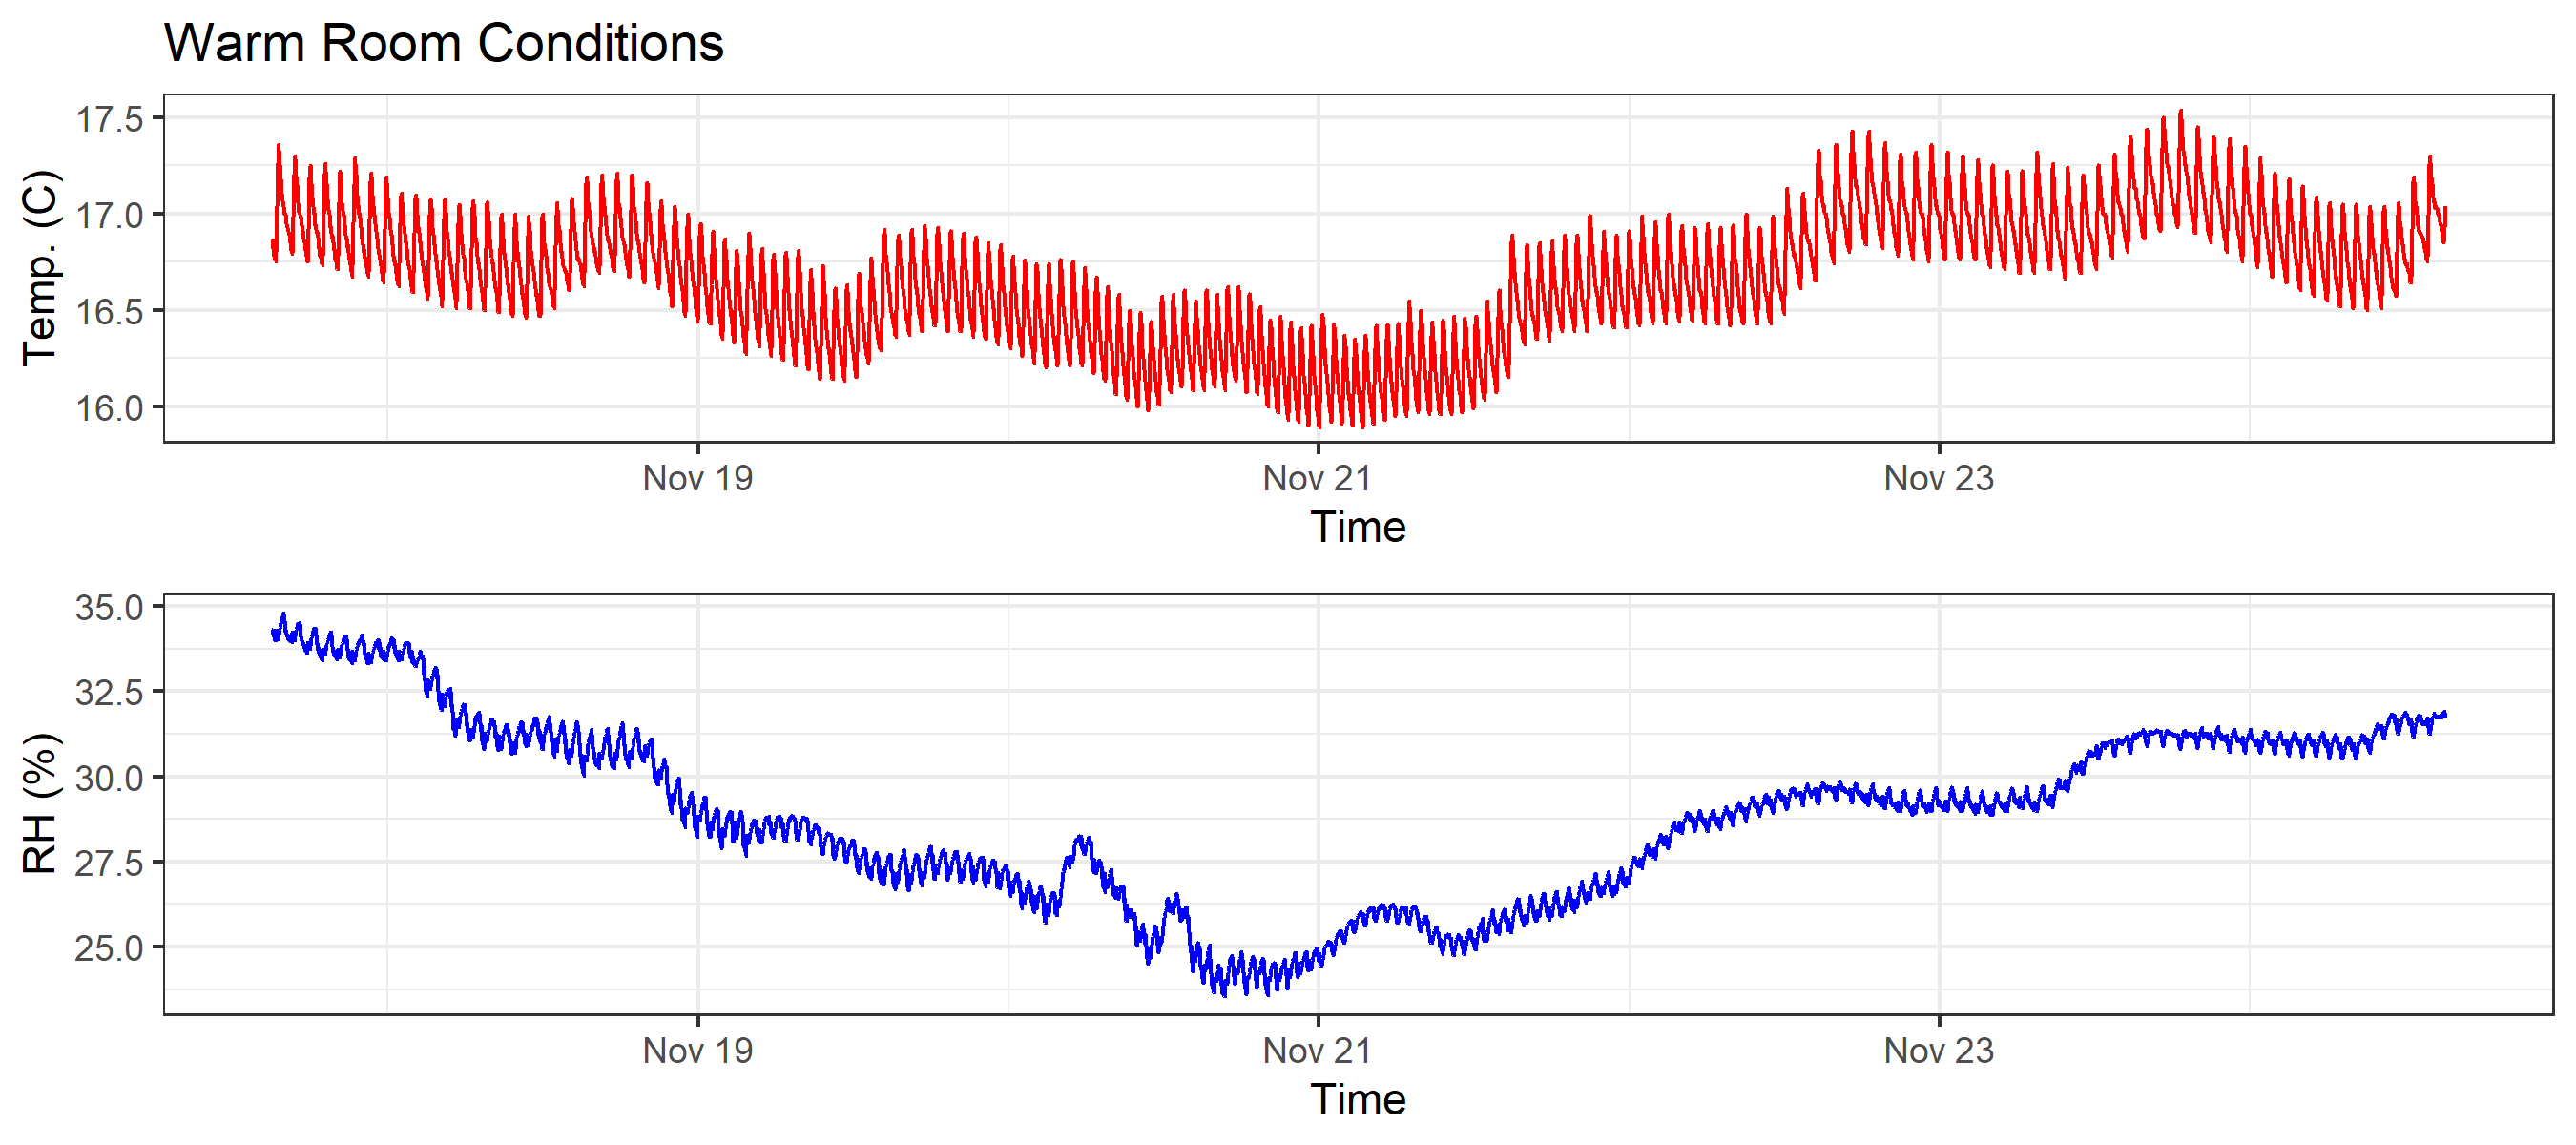 Warm Room Conditions
17.5
17.0
16.5
16.0
Temp. (C)
Nov 19 Nov 21 Nov 23
Time
35.0
32.5
30.0
27.5
25.0
RH (%)
Nov 19 Nov 21 Nov 23
Time